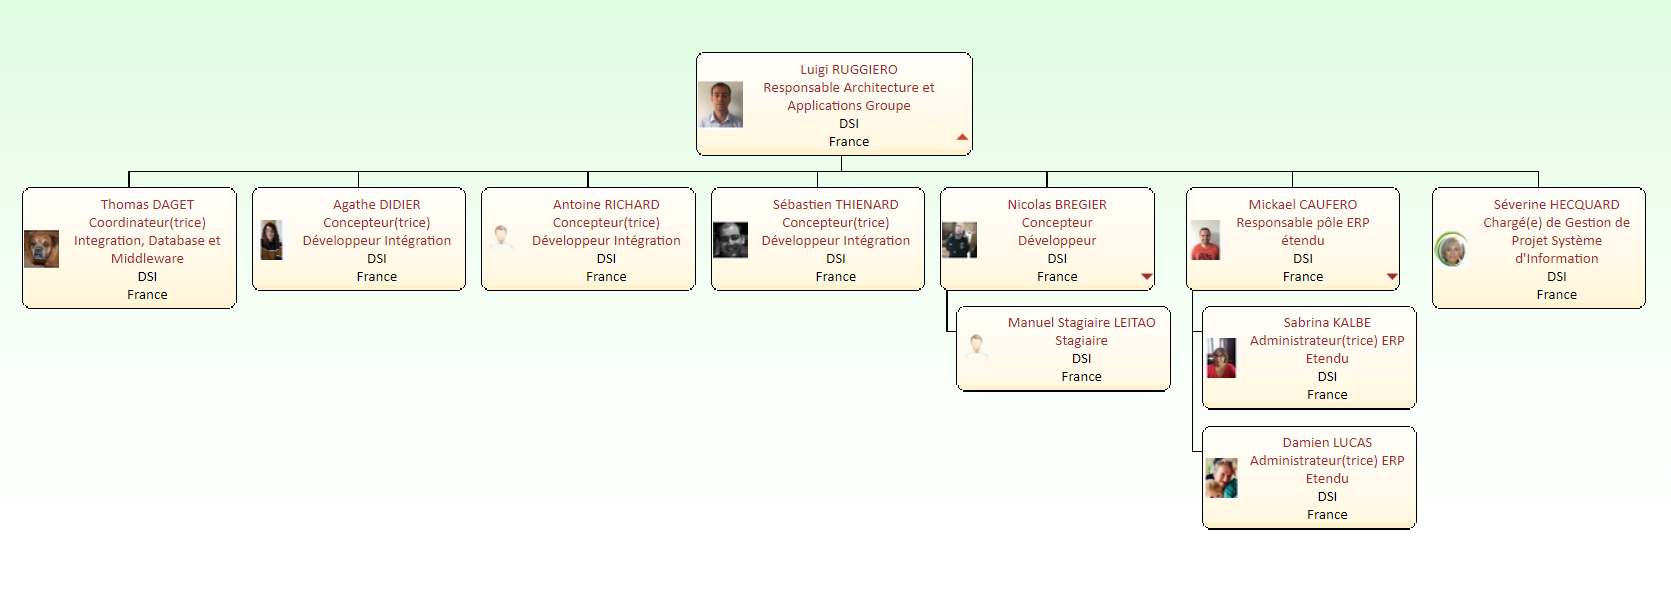 Luigi RUGGIERO
Responsable Architecture et
Applications Groupe
DSI
France
Thomas DAGET
Coordinateur(trice)
Integration, Database et
Middleware
DSI
France
Agathe DIDIER
Concepteur(trice)
Développeur Intégration
DSI
France
Antoine RICHARD
Concepteur(trice)
Développeur Intégration
DSI
France
Sébastien THIENARD
Concepteur(trice)
Développeur Intégration
DSI
France
Nicolas BREGIER
Concepteur
Développeur
DSI
France
Mickael CAUFERO
Responsable pôle ERP
étendu
DSI
France
Séverine HECQUARD
Chargé(e) de Gestion de
Projet Système
d'Information
DSI
France
Manuel Stagiaire LEITAO
Stagiaire
DSI
France
Sabrina KALBE
Administrateur(trice) ERP
Etendu
DSI
France
Damien LUCAS
Administrateur(trice) ERP
Etendu
DSI
France